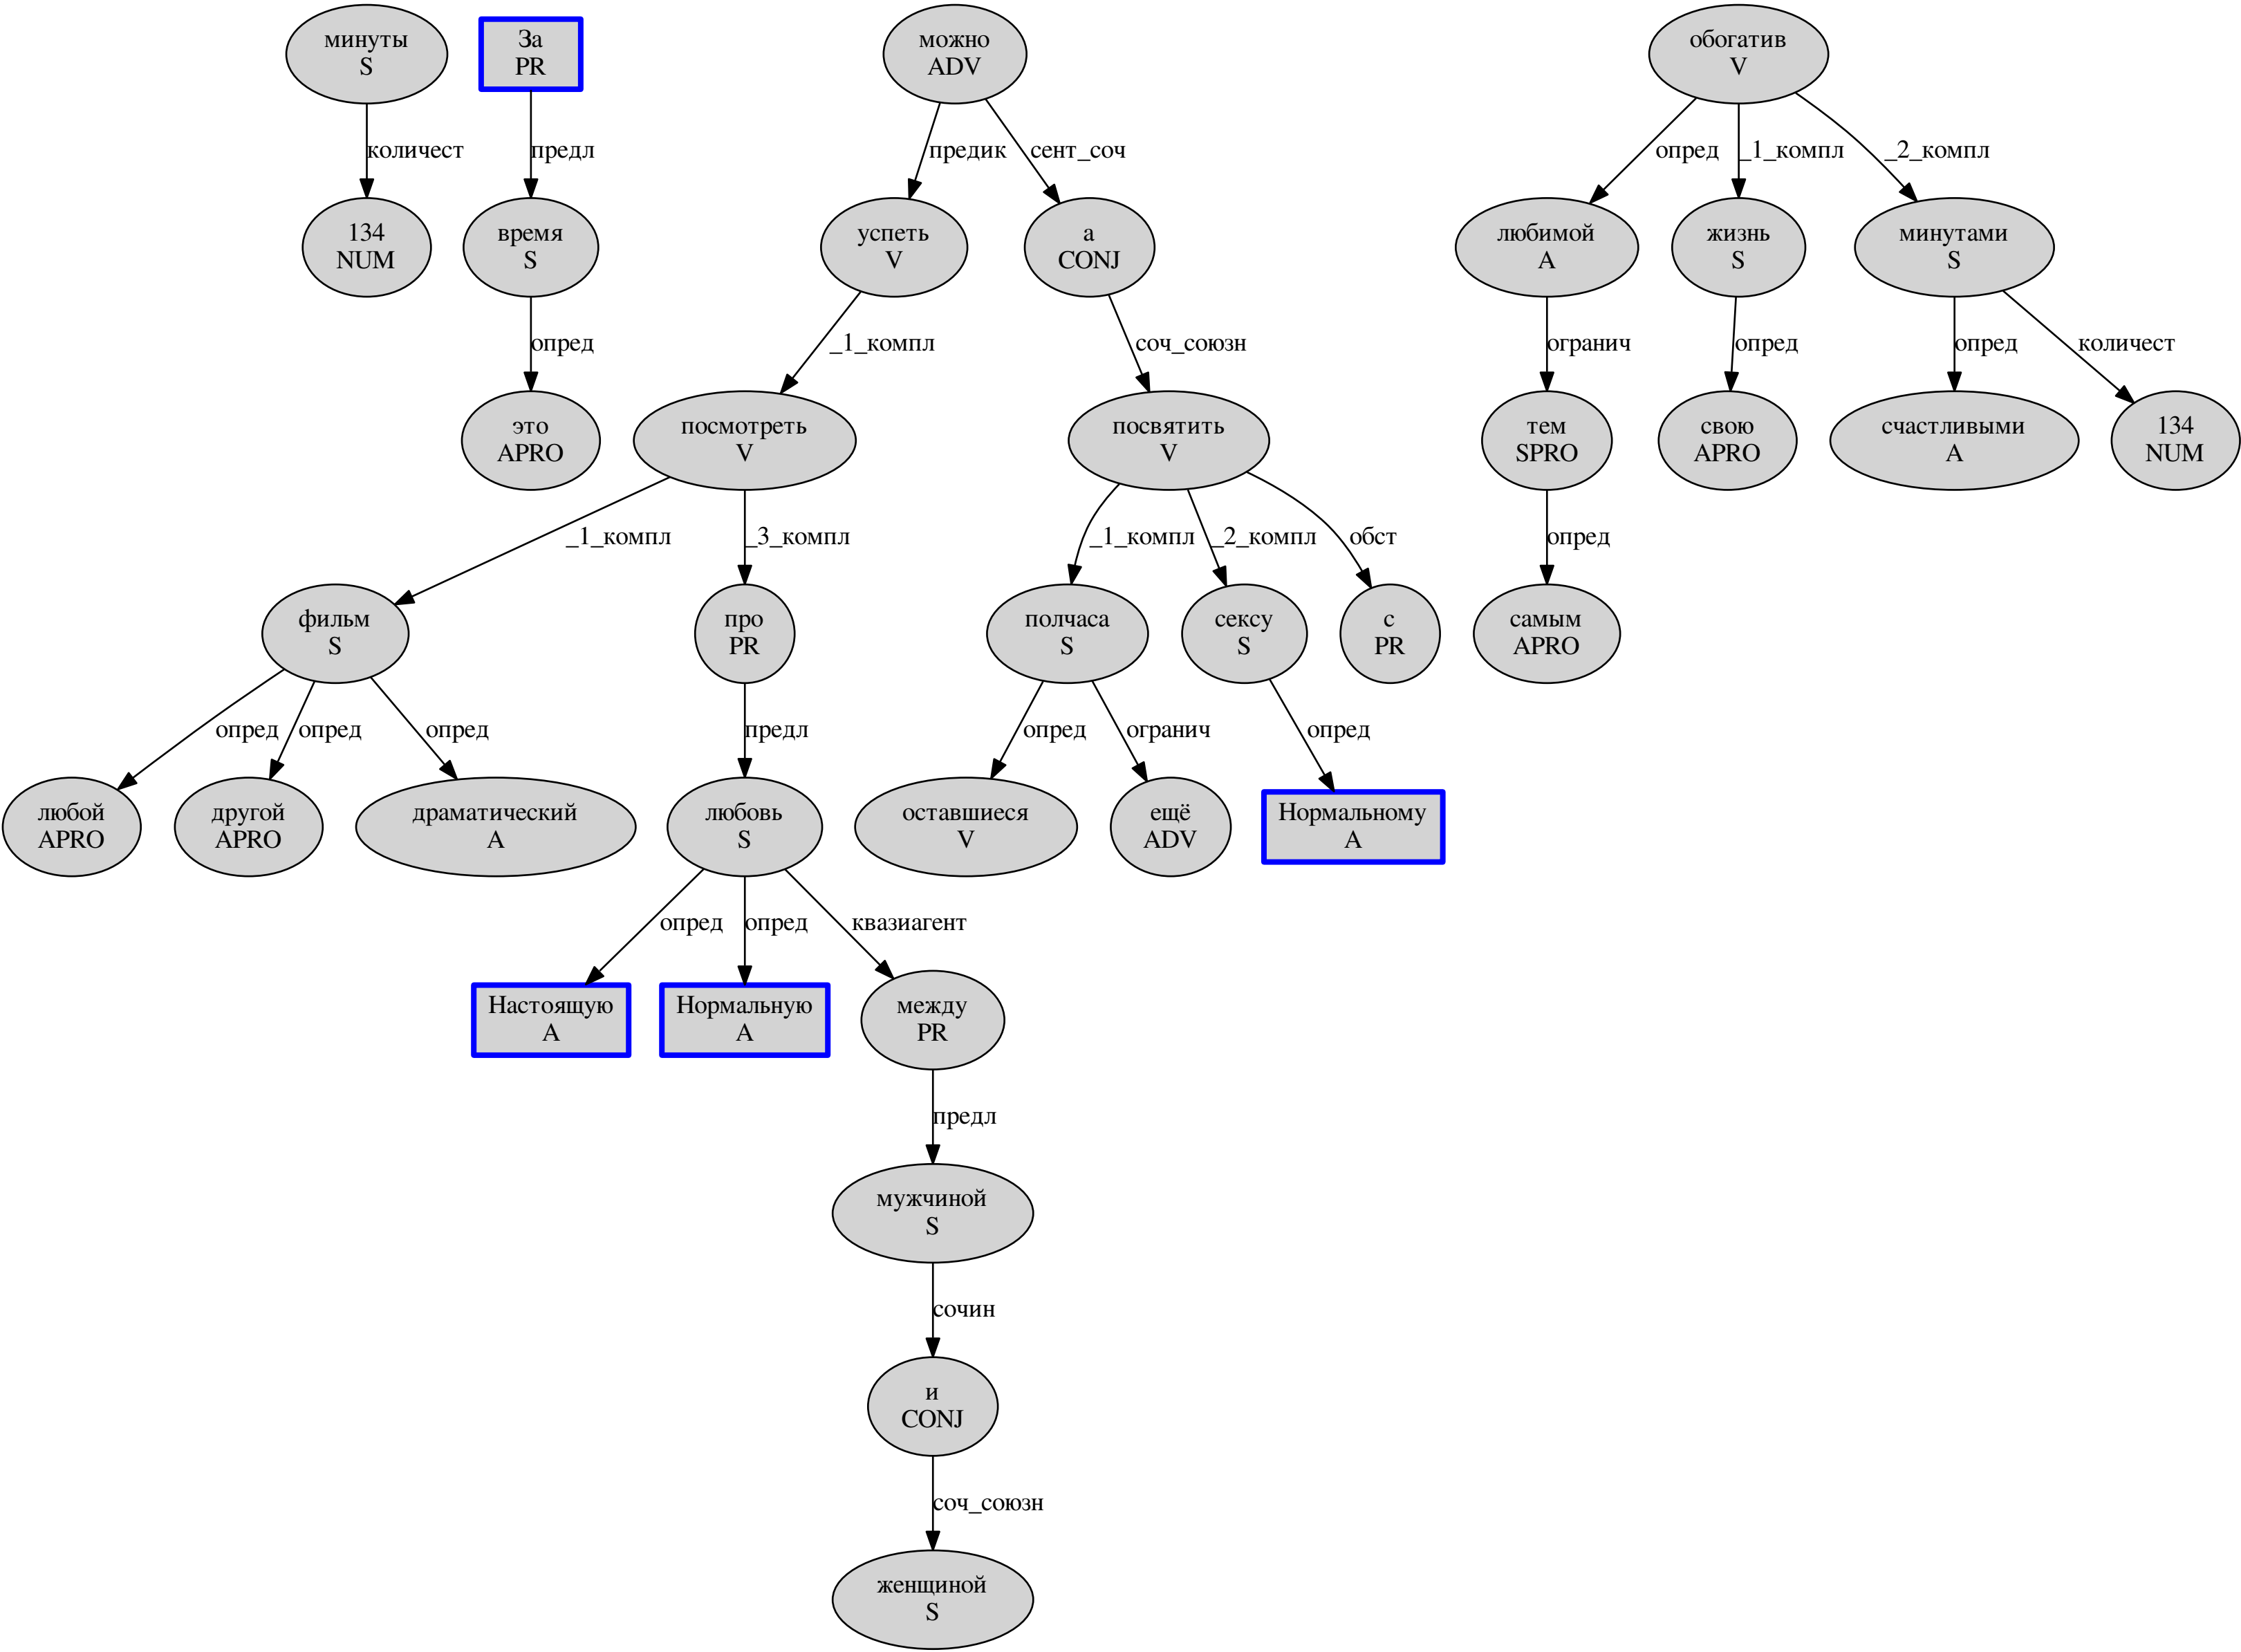 минуты
S
За
PR
можно
ADV
обогатив
V
количест
предл
предик
сент_соч
опред
_1_компл
_2_компл
134
NUM
время
S
успеть
V
а
CONJ
любимой
A
жизнь
S
минутами
S
опред
_1_компл
соч_союзн
огранич
опред
опред
количест
это
APRO
посмотреть
V
посвятить
V
тем
SPRO
свою
APRO
счастливыми
A
134
NUM
_1_компл
_3_компл
_1_компл
_2_компл
обст
опред
фильм
S
про
PR
полчаса
S
сексу
S
с
PR
самым
APRO
опред
опред
опред
предл
опред
огранич
опред
любой
APRO
другой
APRO
драматический
A
любовь
S
оставшиеся
V
ещё
ADV
Нормальному
A
опред
опред
квазиагент
Настоящую
A
Нормальную
A
между
PR
предл
мужчиной
S
сочин
и
CONJ
соч_союзн
женщиной
S